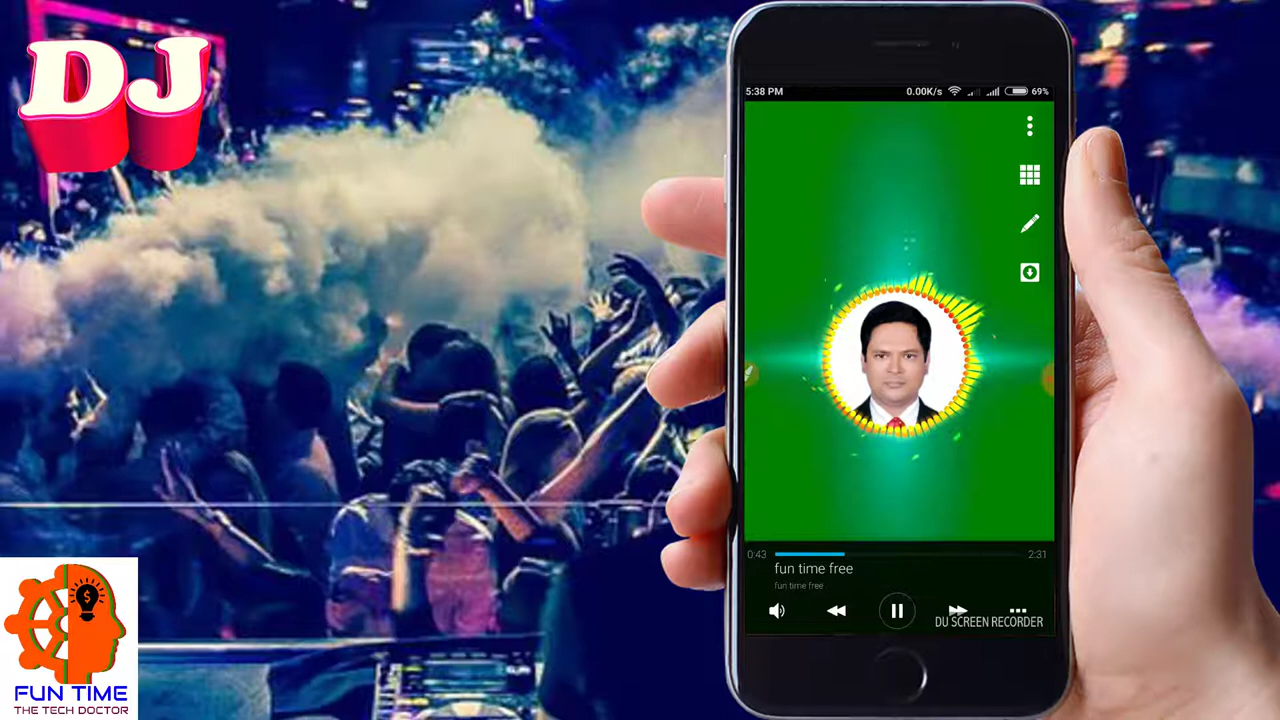 DJ
5:38 PM 0.00K/s 69%
0:43 2:31
fun time free
fun time free
DU SCREEN RECORDER
$
FUN TIME
THE TECH DOCTOR